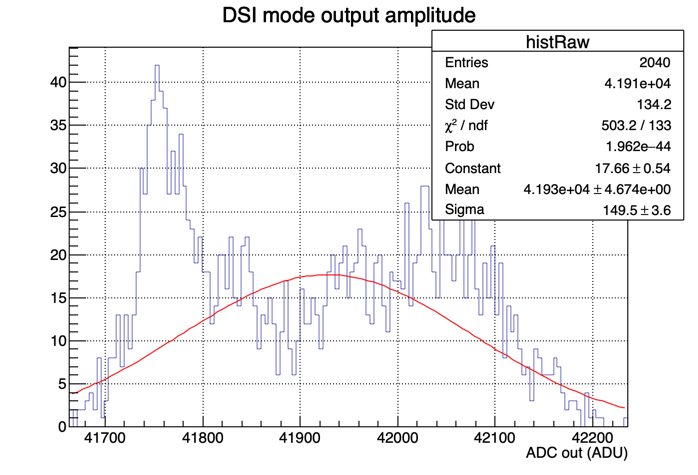 DSI mode output amplitude
histRaw
Entries 2040
Mean 4.191e+04
Std Dev 134.2
χ² / ndf 503.2 / 133
Prob 1.962e–44
Constant 17.66 ± 0.54
Mean 4.193e+04 ± 4.674e+00
Sigma 149.5 ± 3.6
40
35
30
25
20
15
10
5
0
41700 41800 41900 42000 42100 42200
ADC out (ADU)